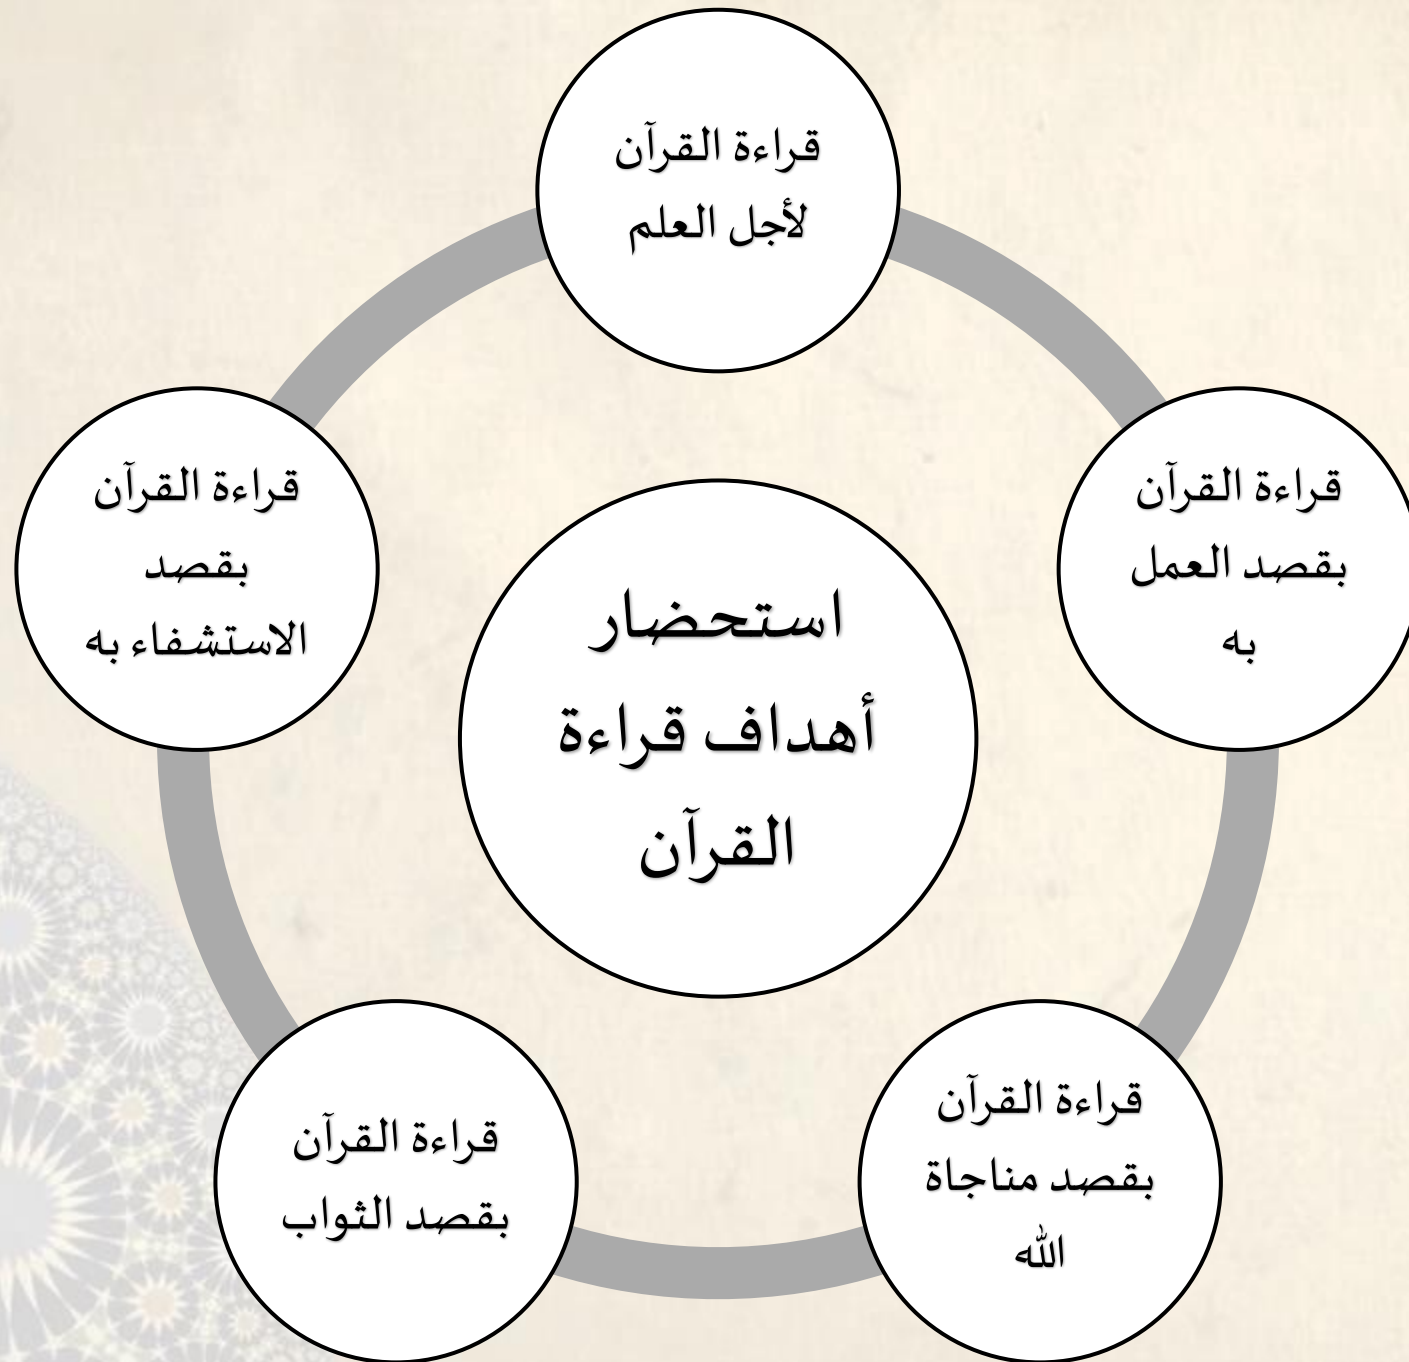 قراءة القرآن
لأجل العلم
قراءة القرآن
بقصد العمل
به
قراءة القرآن
بقصد مناجاة
الله
قراءة القرآن
بقصد الثواب
قراءة القرآن
بقصد
الاستشفاء به
استحضار
أهداف قراءة
القرآن